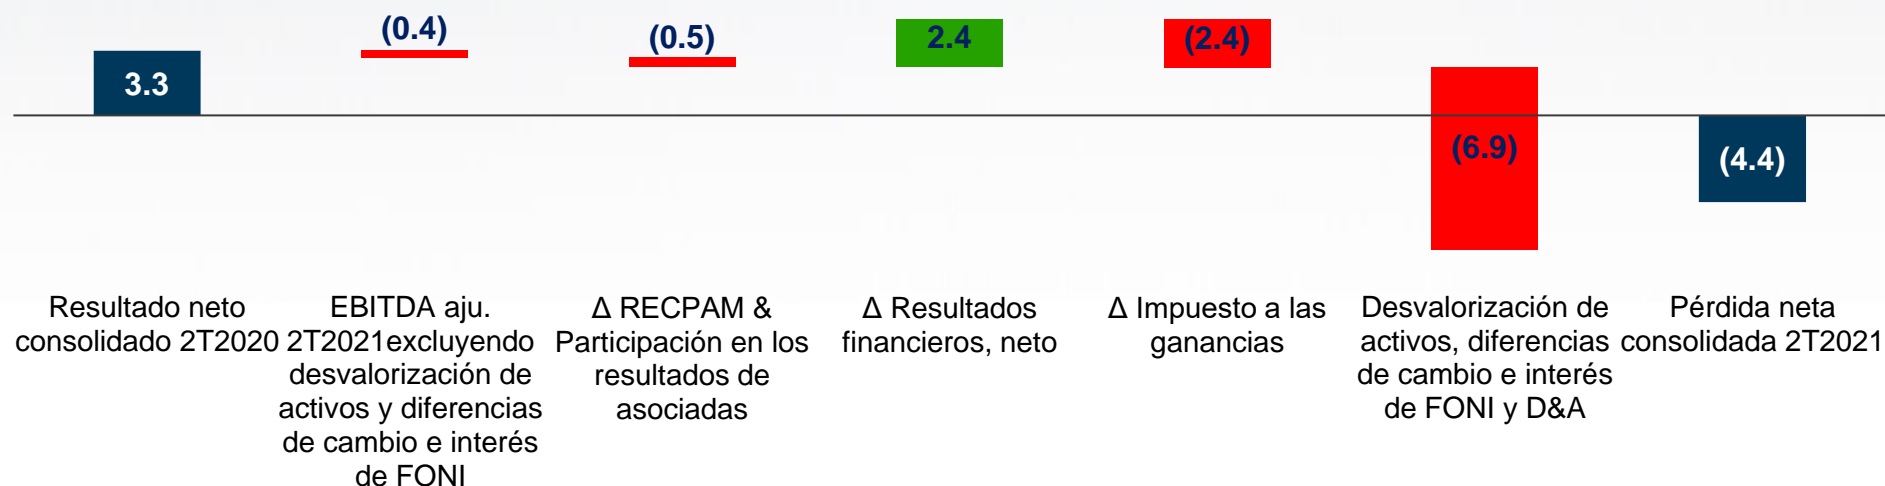 3.3
(0.4)
(0.5)
2.4
(2.4)
(6.9)
(4.4)
Resultado neto
consolidado 2T2020
EBITDA aju.
2T2021excluyendo
desvalorización de
activos y diferencias
de cambio e interés
de FONI
Δ RECPAM &
Participación en los
resultados de
asociadas
Δ Resultados
financieros, neto
Δ Impuesto a las
ganancias
Desvalorización de
activos, diferencias
de cambio e interés
de FONI y D&A
Pérdida neta
consolidada 2T2021